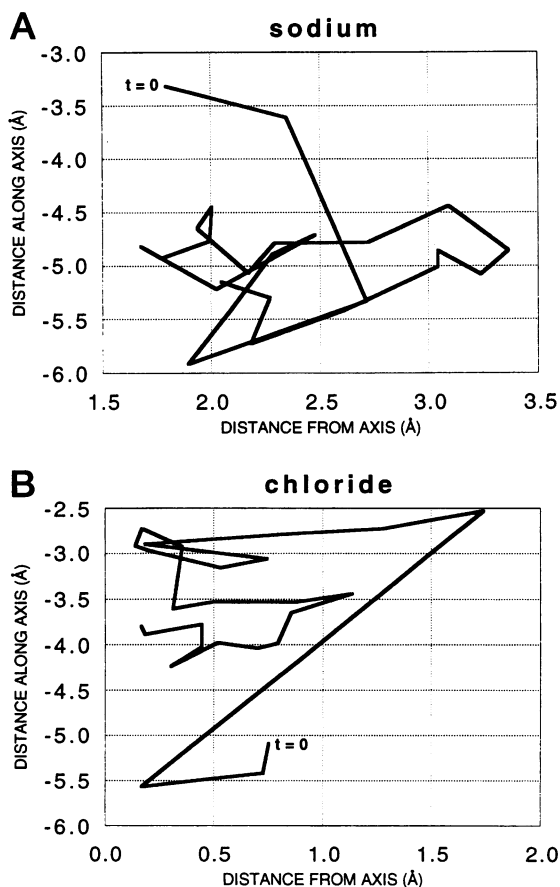 A
sodium
-3.0
t=0
-3.5
-4.0
-4.5
-5.0
-5.5
-6.0
1.5 2.0 2.5 3.0 3.5
DISTANCE FROM AXIS (Å)
DISTANCE ALONG AXIS (Å)
B
chloride
-2.5
-3.0
-3.5
-4.0
-4.5
-5.0
t=0
-5.5
-6.0
0.0 0.5 1.0 1.5 2.0
DISTANCE FROM AXIS (Å)
DISTANCE ALONG AXIS (Å)